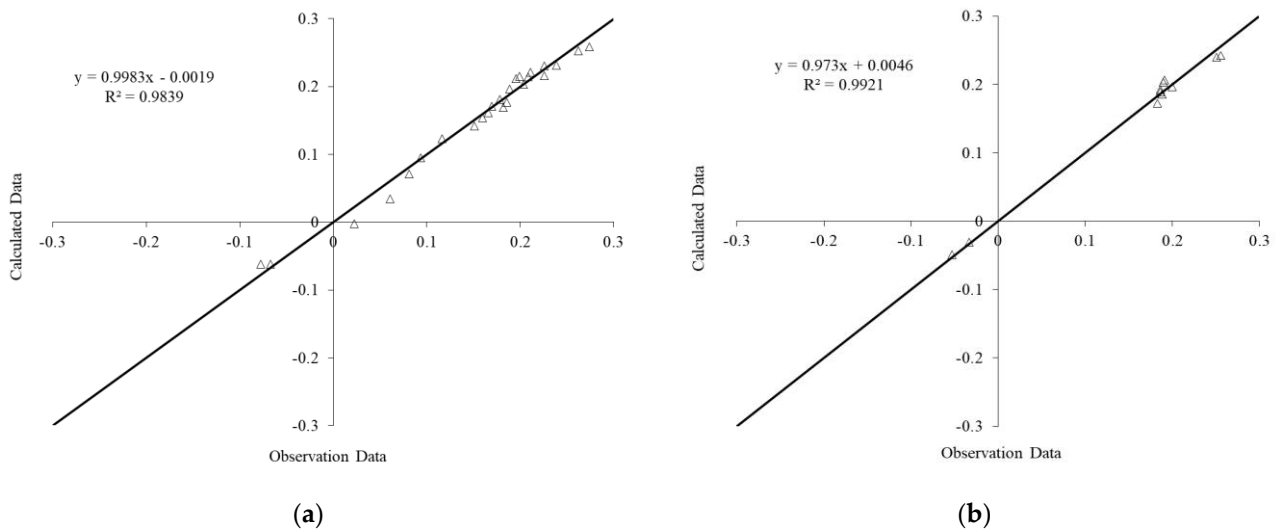 0.3
y = 0.9983x - 0.0019
R² = 0.9839
0.2
0.1
0
-0.3
-0.2
-0.1
0
0.1
0.2
0.3
-0.1
-0.2
-0.3
Calculated Data
Observation Data
(a)
0.3
y = 0.973x + 0.0046
R² = 0.9921
0.2
0.1
0
-0.3
-0.2
-0.1
0
0.1
0.2
0.3
-0.1
-0.2
-0.3
Calculated Data
Observation Data
(b)